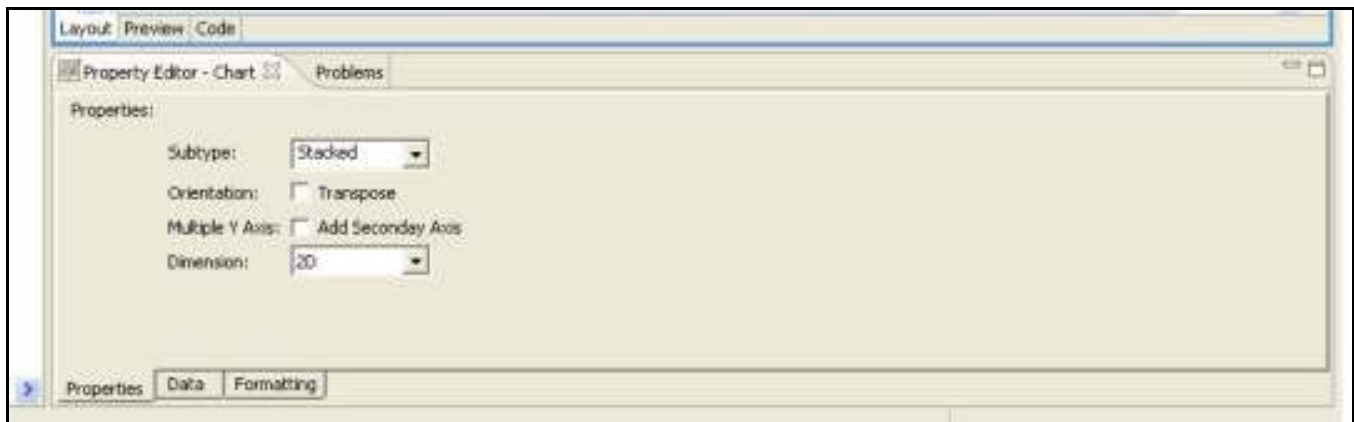 Layout Preview Code
Property Editor - Chart Problems
Properties:
Subtype: Stacked
Orientation: Transpose
Multiple Y Axis: Add Seconday Axis
Dimension: 2D
Properties Data Formatting